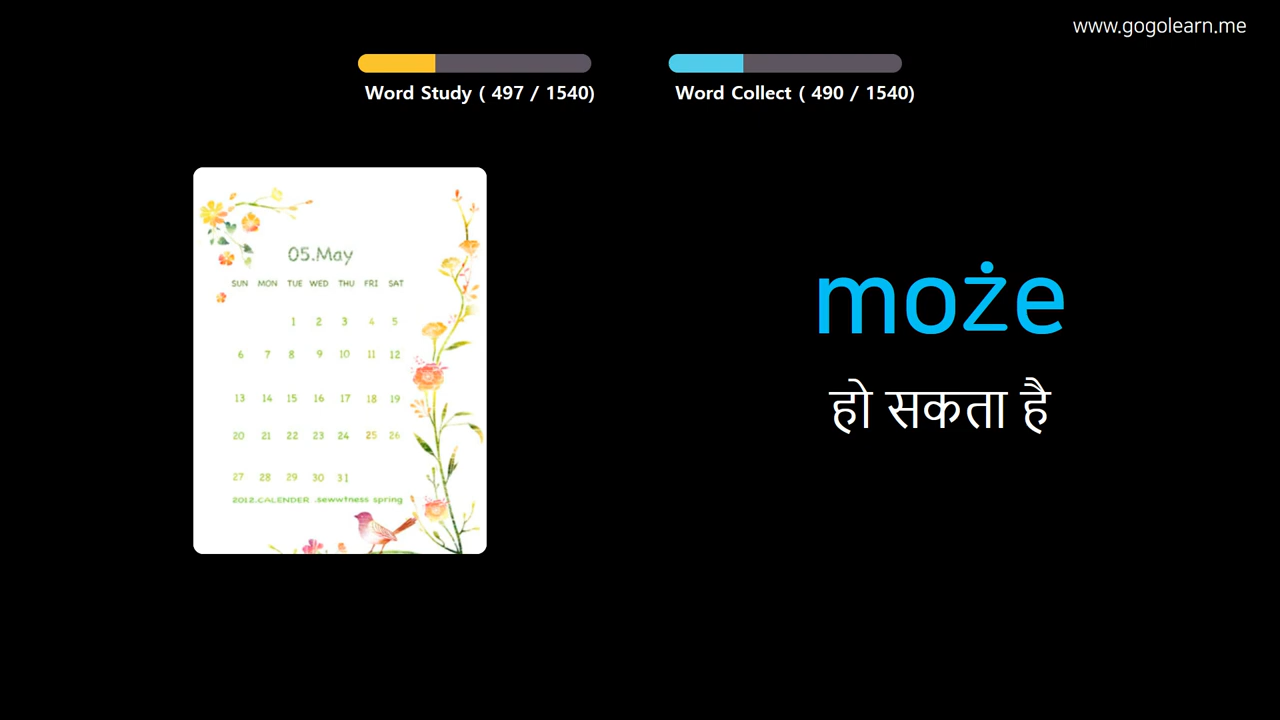 www.gogolearn.me
Word Study ( 497 / 1540)
Word Collect ( 490 / 1540)
05.May
SUN MON TUE WED THU FRI SAT
1 2 3 4 5
6 7 8 9 10 11 12
13 14 15 16 17 18 19
20 21 22 23 24 25 26
27 28 29 30 31
2012.CALENDER .sewwtness spring
może
हो सकता है